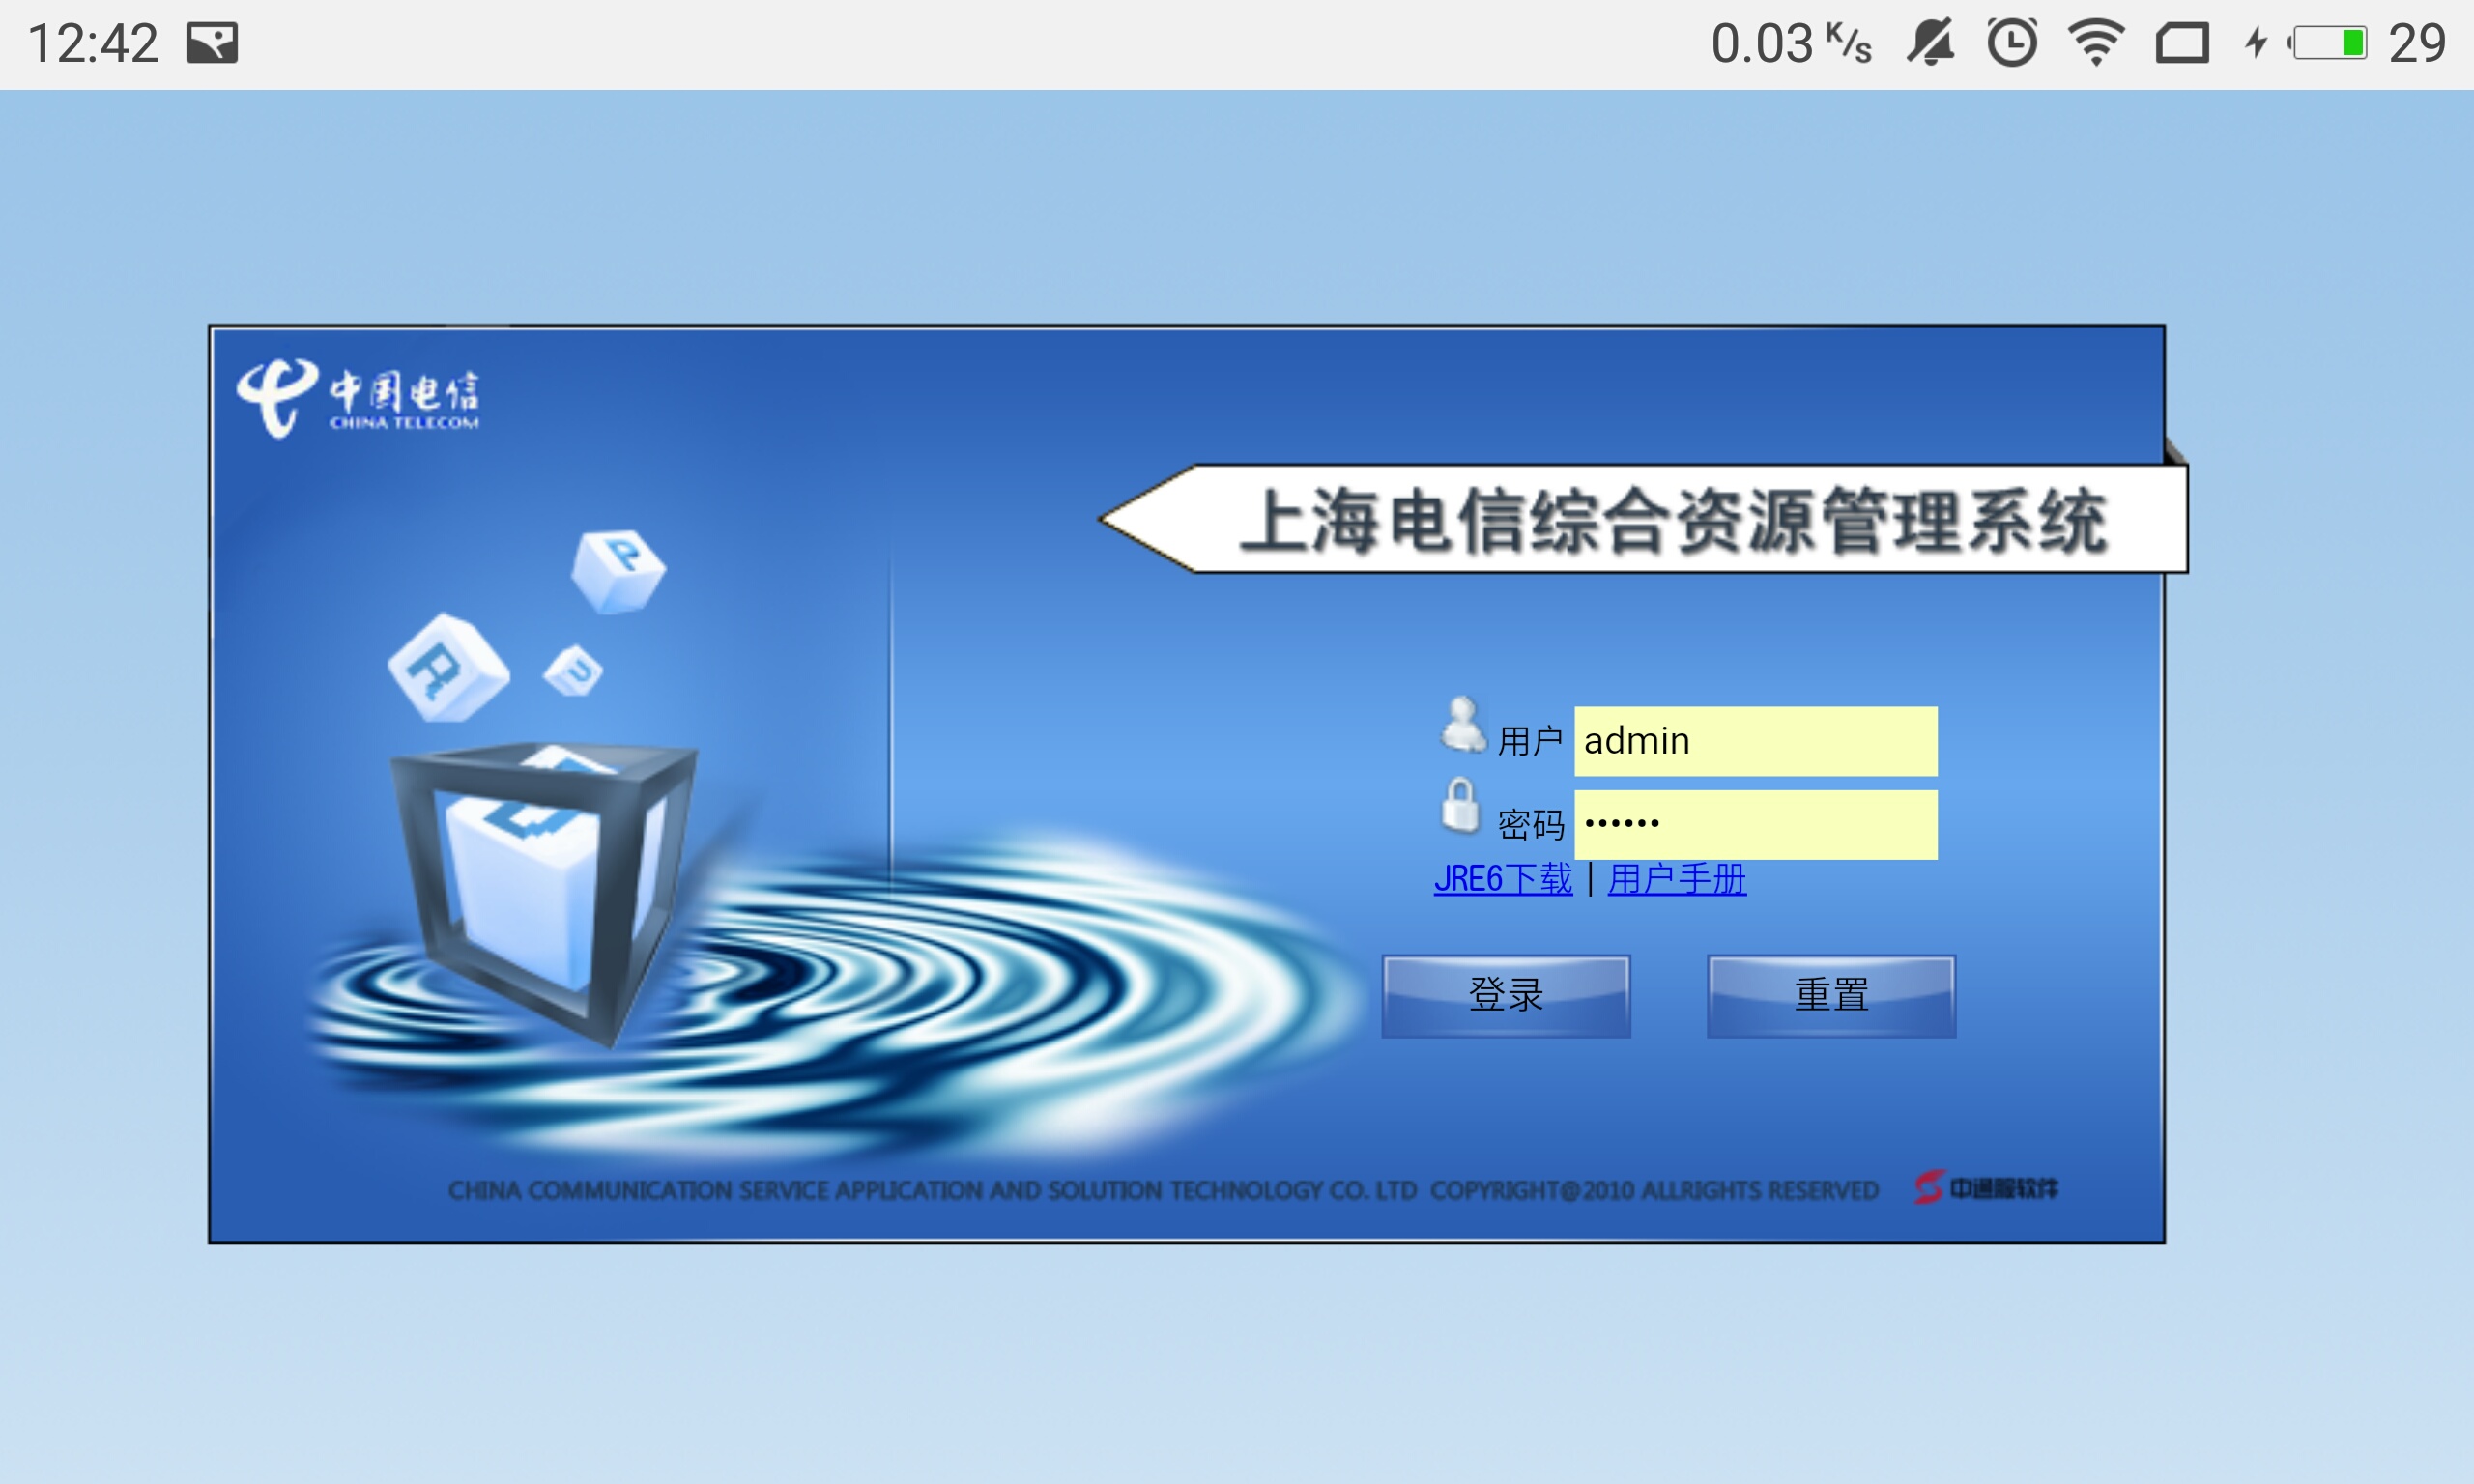 12:42
0.03 K/s
29
中国电信
CHINA TELECOM
上海电信综合资源管理系统
P
R
U
用户 admin
密码 ••••••
JRE6下载 | 用户手册
登录 重置
CHINA COMMUNICATION SERVICE APPLICATION AND SOLUTION TECHNOLOGY CO. LTD COPYRIGHT@2010 ALLRIGHTS RESERVED 中通服软件